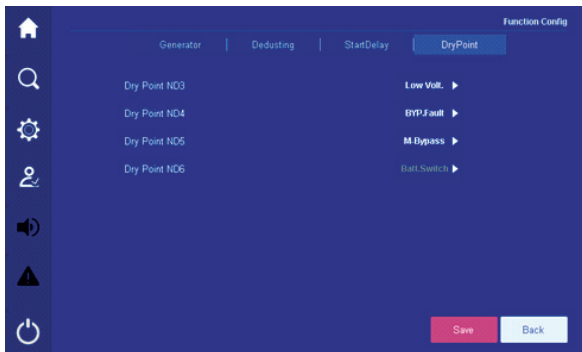 Function Config
Generator | Dedusting | StartDelay | DryPoint
Dry Point ND3 Low Volt.
Dry Point ND4 BYP.Fault
Dry Point ND5 M-Bypass
Dry Point ND6 Batt.Switch
Save Back